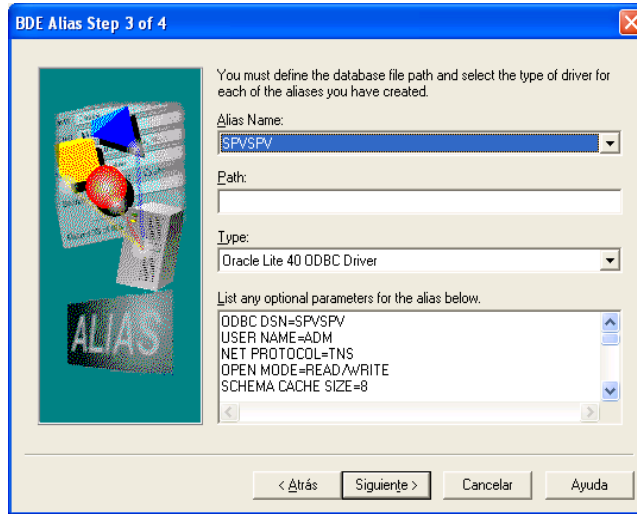 BDE Alias Step 3 of 4
You must define the database file path and select the type of driver for
each of the aliases you have created.
Alias Name:
SPVSPV
Path:
Type:
Oracle Lite 40 ODBC Driver
List any optional parameters for the alias below.
ODBC DSN=SPVSPV
USER NAME=ADM
NET PROTOCOL=TNS
OPEN MODE=READ/WRITE
SCHEMA CACHE SIZE=8
ALIAS
< Atrás
Siguiente >
Cancelar
Ayuda